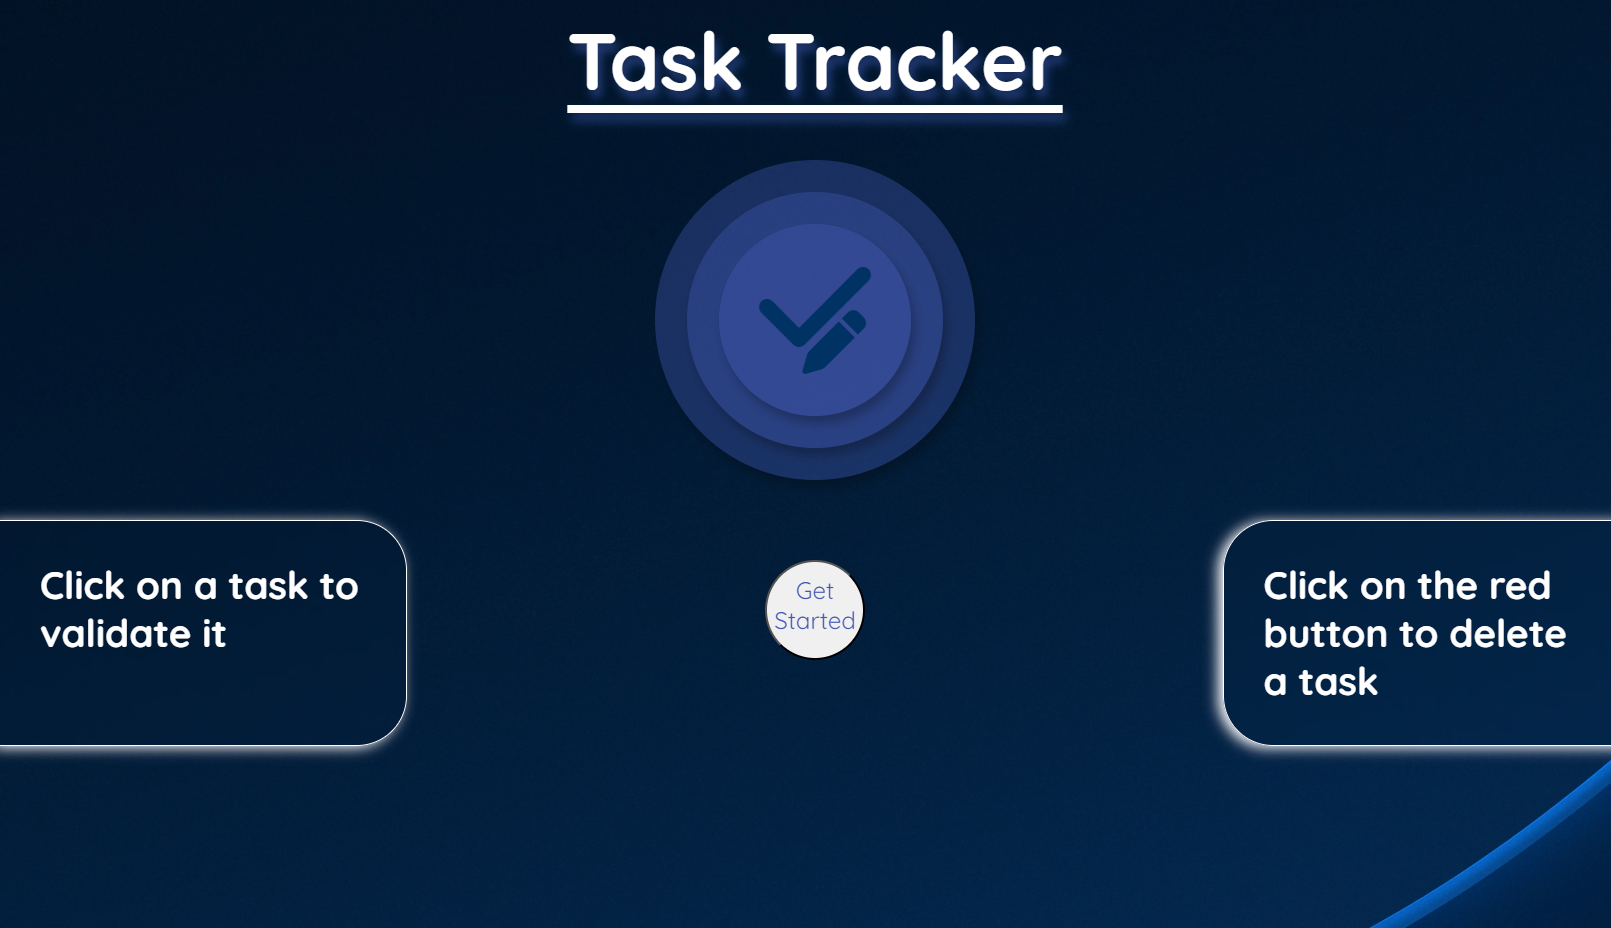 Task Tracker
Click on a task to
validate it
Get
Started
Click on the red
button to delete
a task